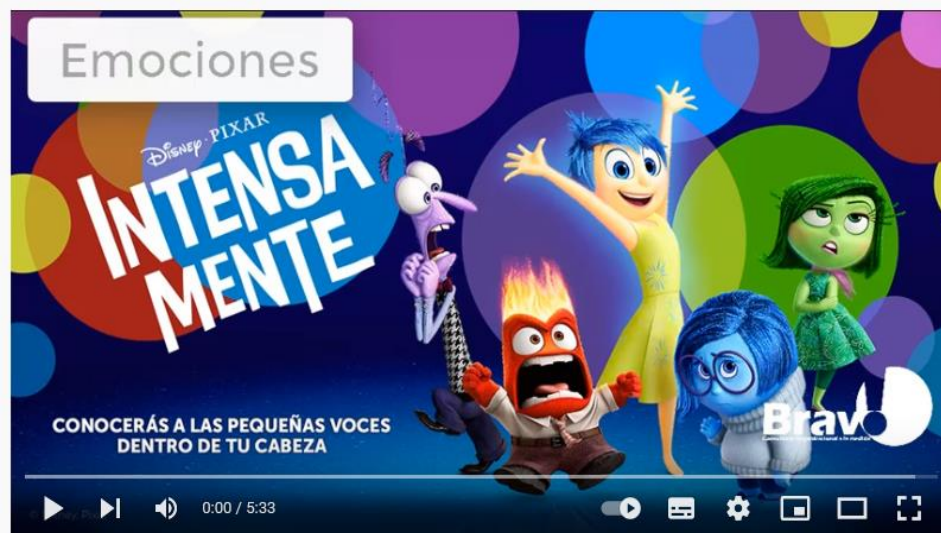 Emociones
DISNEY · PIXAR
INTENSA
MENTE
CONOCERÁS A LAS PEQUEÑAS VOCES
DENTRO DE TU CABEZA
Bravo
0:00 / 5:33